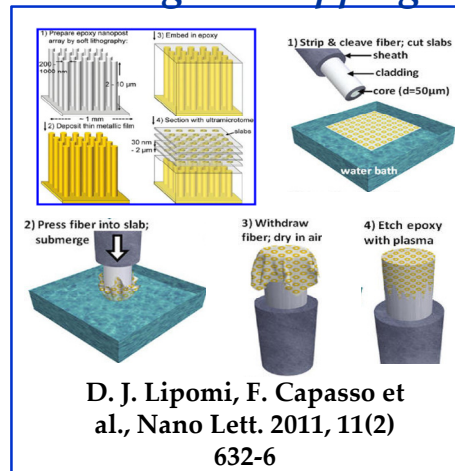 1) Prepare epoxy nanopost
array by soft lithography:
200 -
1000 nm
2 - 10 µm
~ 1 mm
3) Embed in epoxy
2) Deposit thin metallic film
4) Section with ultramicrotome
slabs
30 nm
- 2 µm
1) Strip & cleave fiber; cut slabs
sheath
cladding
core (d=50µm)
water bath
2) Press fiber into slab;
submerge
3) Withdraw
fiber; dry in air
4) Etch epoxy
with plasma
D. J. Lipomi, F. Capasso et
al., Nano Lett. 2011, 11(2)
632-6